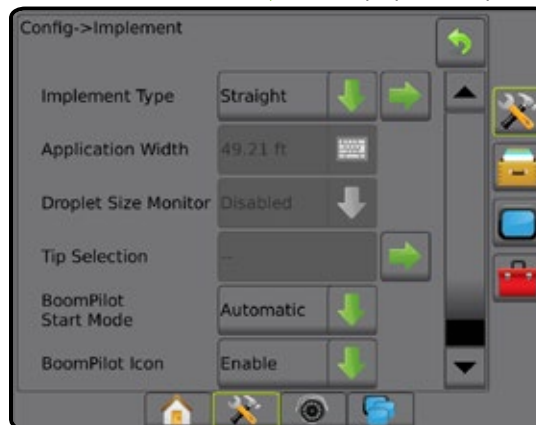 Config->Implement
Implement Type Straight
Application Width 49.21 ft
Droplet Size Monitor Disabled
Tip Selection --
BoomPilot
Start Mode Automatic
BoomPilot Icon Enable